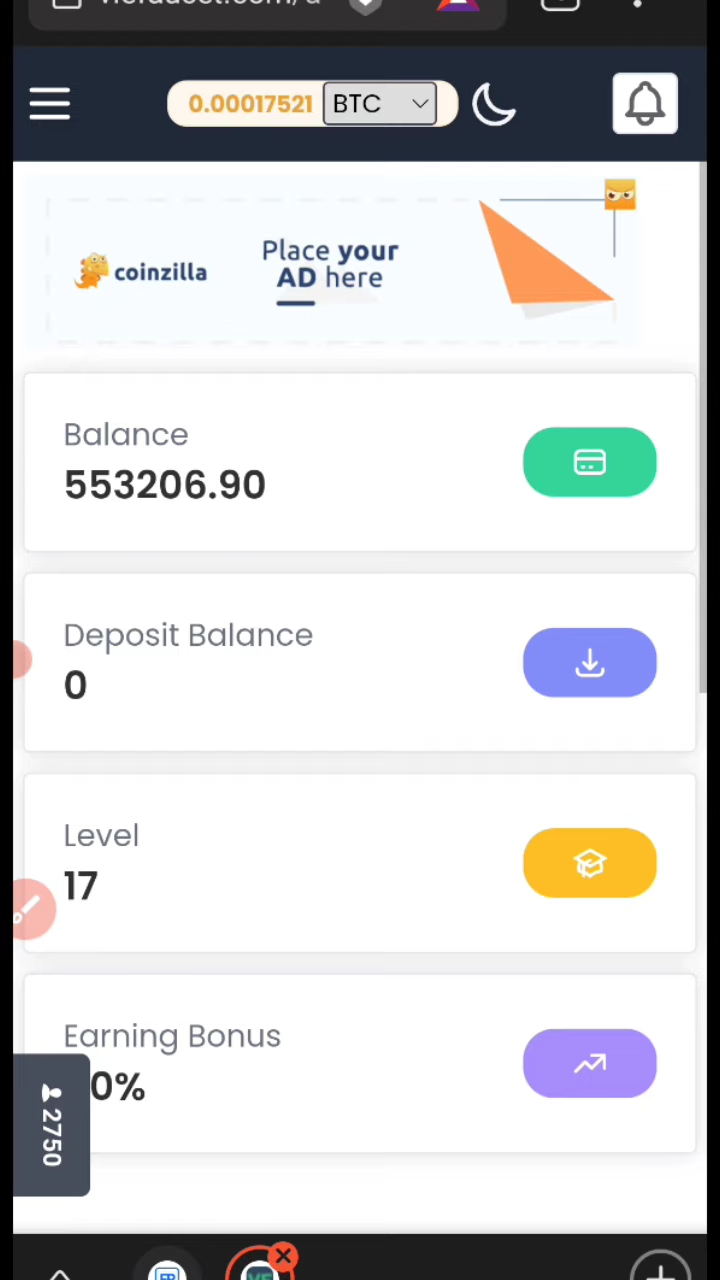 0.00017521 BTC
coinzilla
Place your
AD here
Balance
553206.90
Deposit Balance
0
Level
17
Earning Bonus
0%
2750